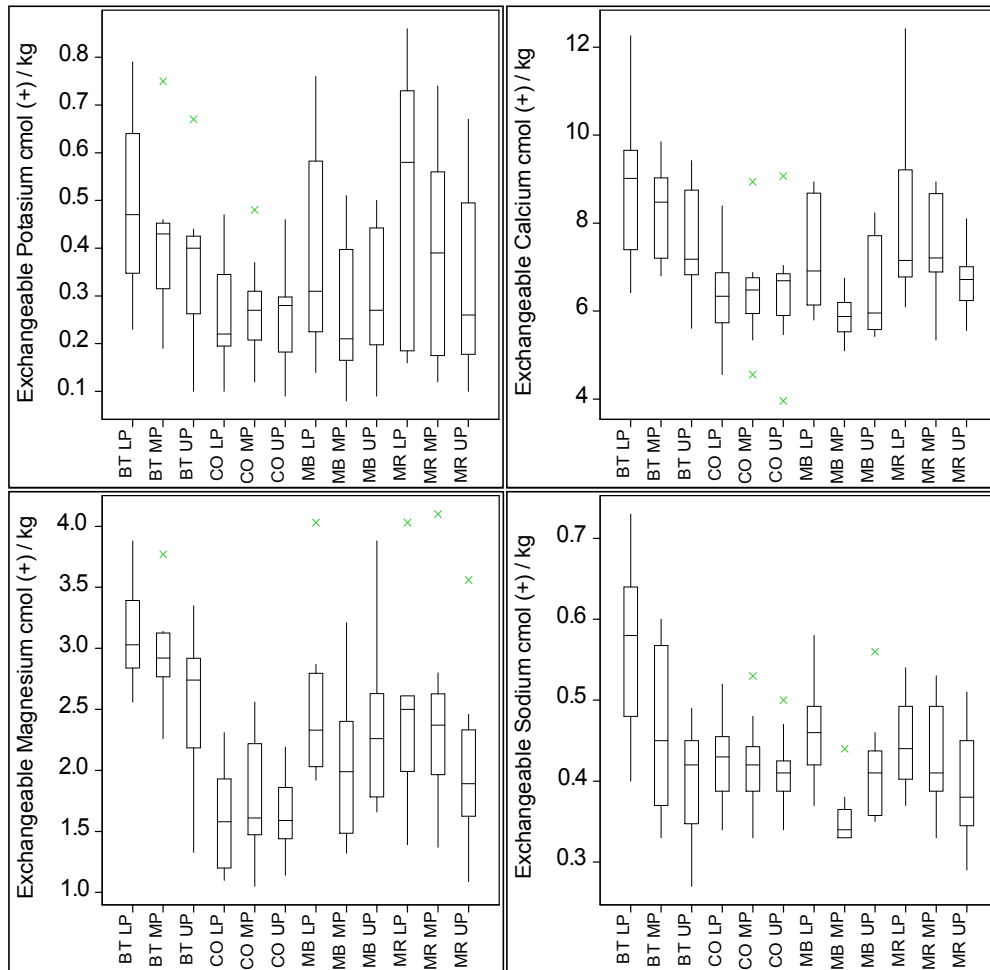 Exchangeable Potasium cmol (+) / kg
0.8
0.7
0.6
0.5
0.4
0.3
0.2
0.1
BT LP
BT MP
BT UP
CO LP
CO MP
CO UP
MB LP
MB MP
MB UP
MR LP
MR MP
MR UP
Exchangeable Calcium cmol (+) / kg
12
10
8
6
4
BT LP
BT MP
BT UP
CO LP
CO MP
CO UP
MB LP
MB MP
MB UP
MR LP
MR MP
MR UP
Exchangeable Magnesium cmol (+) / kg
4.0
3.5
3.0
2.5
2.0
1.5
1.0
BT LP
BT MP
BT UP
CO LP
CO MP
CO UP
MB LP
MB MP
MB UP
MR LP
MR MP
MR UP
Exchangeable Sodium cmol (+) / kg
0.7
0.6
0.5
0.4
0.3
BT LP
BT MP
BT UP
CO LP
CO MP
CO UP
MB LP
MB MP
MB UP
MR LP
MR MP
MR UP